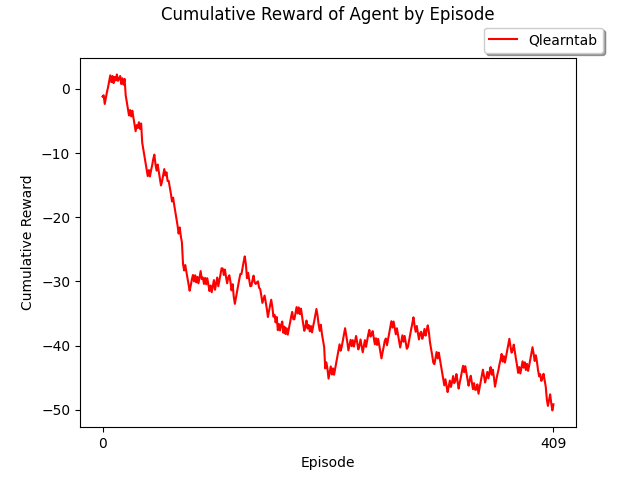 Cumulative Reward of Agent by Episode
Qlearntab
0
−10
−20
−30
−40
−50
Cumulative Reward
0 409
Episode